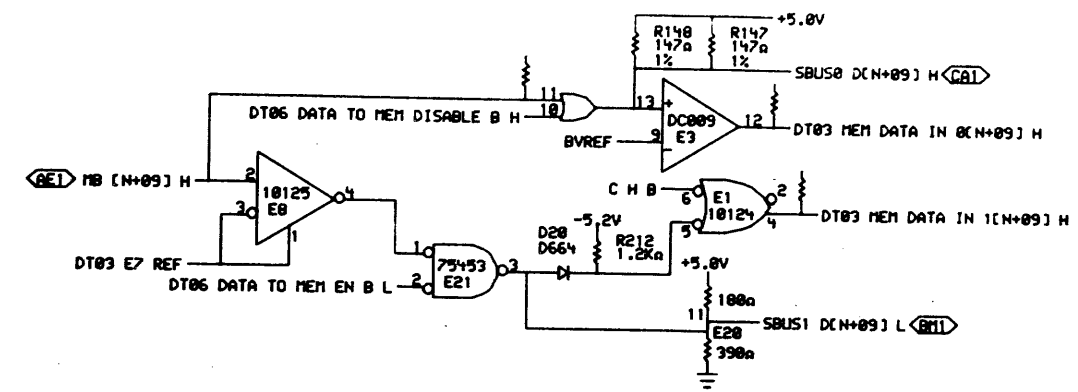 +5.0V
R148
147Ω
1%
R147
147Ω
1%
SBUS0 D[N+09] H
CA1
11
DT06 DATA TO MEM DISABLE B H
10
13
+
DC009
E3
12
DT03 MEM DATA IN 0[N+09] H
BVREF
9
-
AE1
MB [N+09] H
2
10125
E8
4
3
1
DT03 E7 REF
C H B
6
E1
10124
2
4
5
DT03 MEM DATA IN 1[N+09] H
D20
D664
-5.2V
R212
1.2KΩ
1
75453
E21
3
DT06 DATA TO MEM EN B L
2
+5.0V
180Ω
11
SBUS1 D[N+09] L
BM1
E20
390Ω